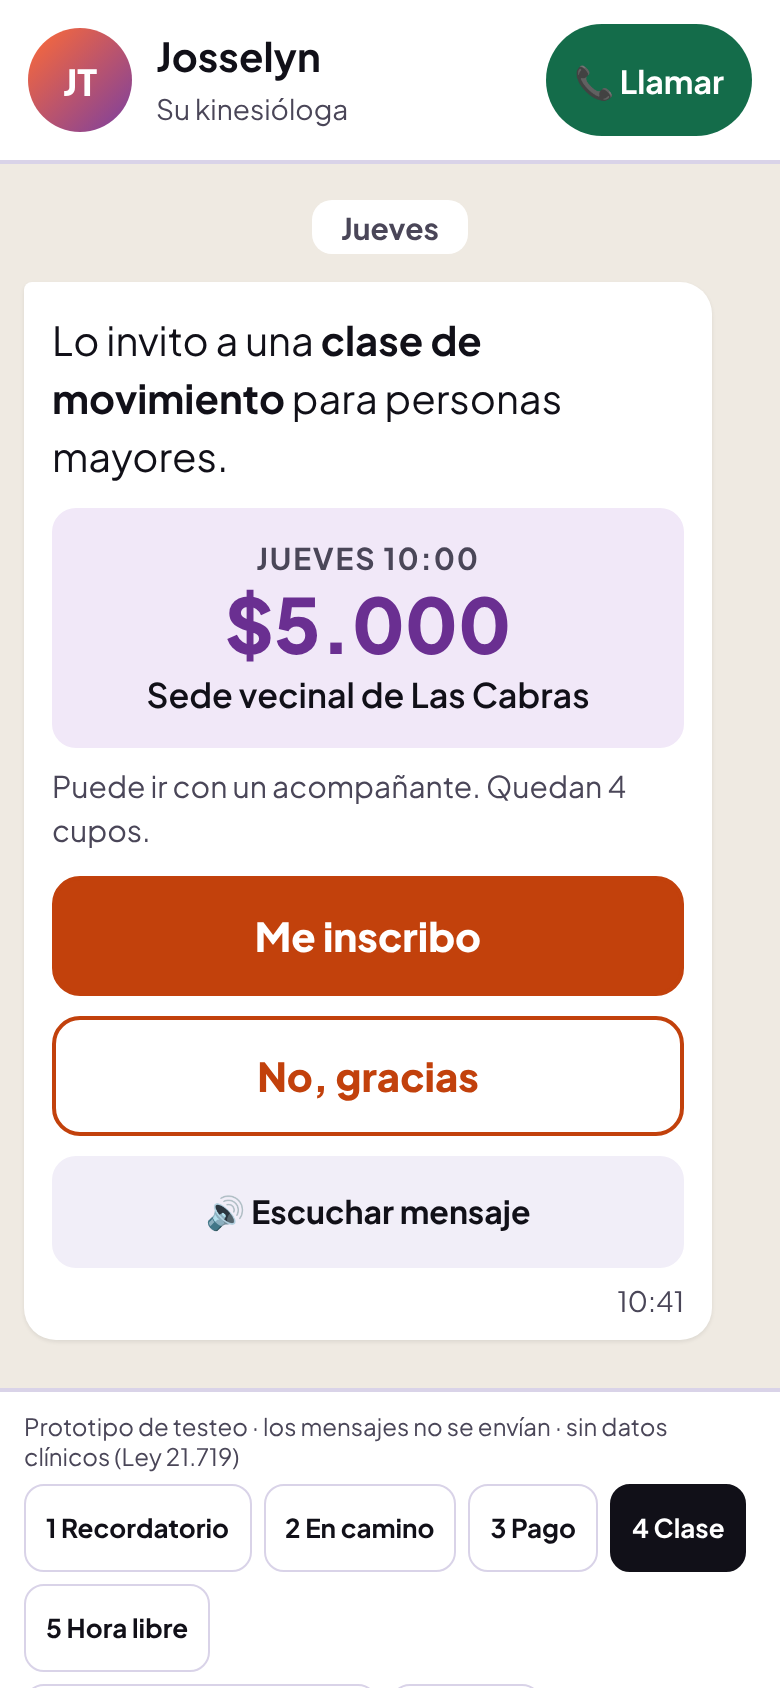 JT
Josselyn
Su kinesióloga
📞 Llamar
Jueves
Lo invito a una clase de
movimiento para personas
mayores.
JUEVES 10:00
$5.000
Sede vecinal de Las Cabras
Puede ir con un acompañante. Quedan 4
cupos.
Me inscribo
No, gracias
🔊 Escuchar mensaje
10:41
Prototipo de testeo · los mensajes no se envían · sin datos
clínicos (Ley 21.719)
1 Recordatorio
2 En camino
3 Pago
4 Clase
5 Hora libre